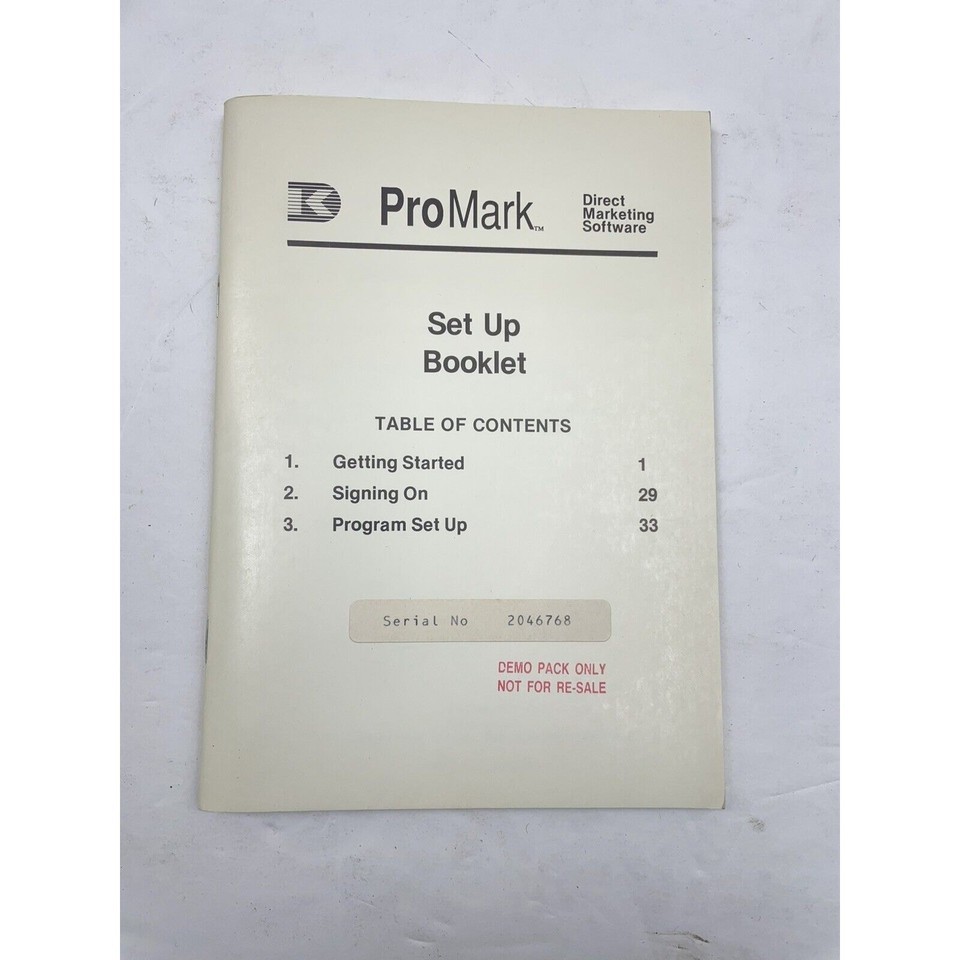 DK
ProMark™
Direct
Marketing
Software
Set Up
Booklet
TABLE OF CONTENTS
1. Getting Started 1
2. Signing On 29
3. Program Set Up 33
Serial No 2046768
DEMO PACK ONLY
NOT FOR RE-SALE